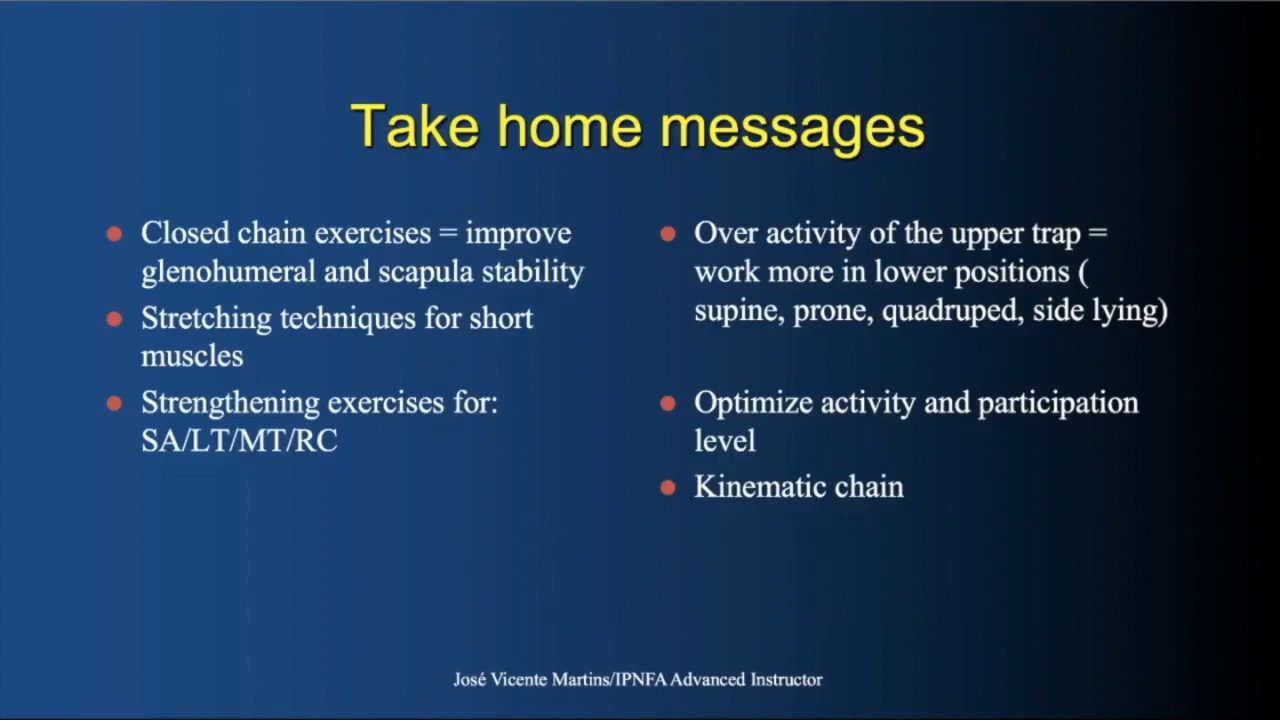 Take home messages
Closed chain exercises = improve
glenohumeral and scapula stability
Stretching techniques for short
muscles
Strengthening exercises for:
SA/LT/MT/RC
Over activity of the upper trap =
work more in lower positions (
supine, prone, quadruped, side lying)
Optimize activity and participation
level
Kinematic chain
José Vicente Martins/IPNFA Advanced Instructor